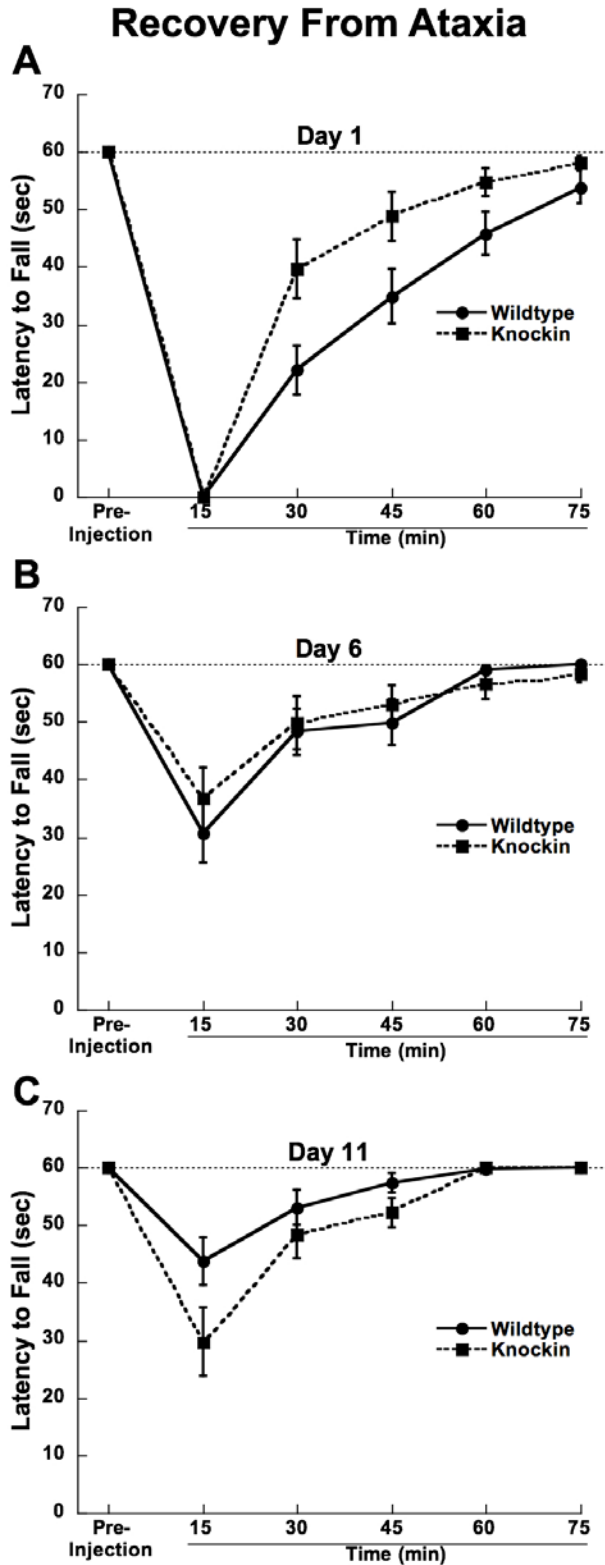 Recovery From Ataxia
A
70
60
50
40
30
20
10
0
Latency to Fall (sec)
Day 1
Wildtype
Knockin
Pre-
Injection
15 30 45 60 75
Time (min)
B
70
60
50
40
30
20
10
0
Latency to Fall (sec)
Day 6
Wildtype
Knockin
Pre-
Injection
15 30 45 60 75
Time (min)
C
70
60
50
40
30
20
10
0
Latency to Fall (sec)
Day 11
Wildtype
Knockin
Pre-
Injection
15 30 45 60 75
Time (min)